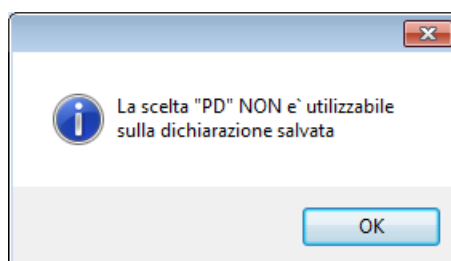 La scelta "PD" NON e` utilizzabile
sulla dichiarazione salvata
OK